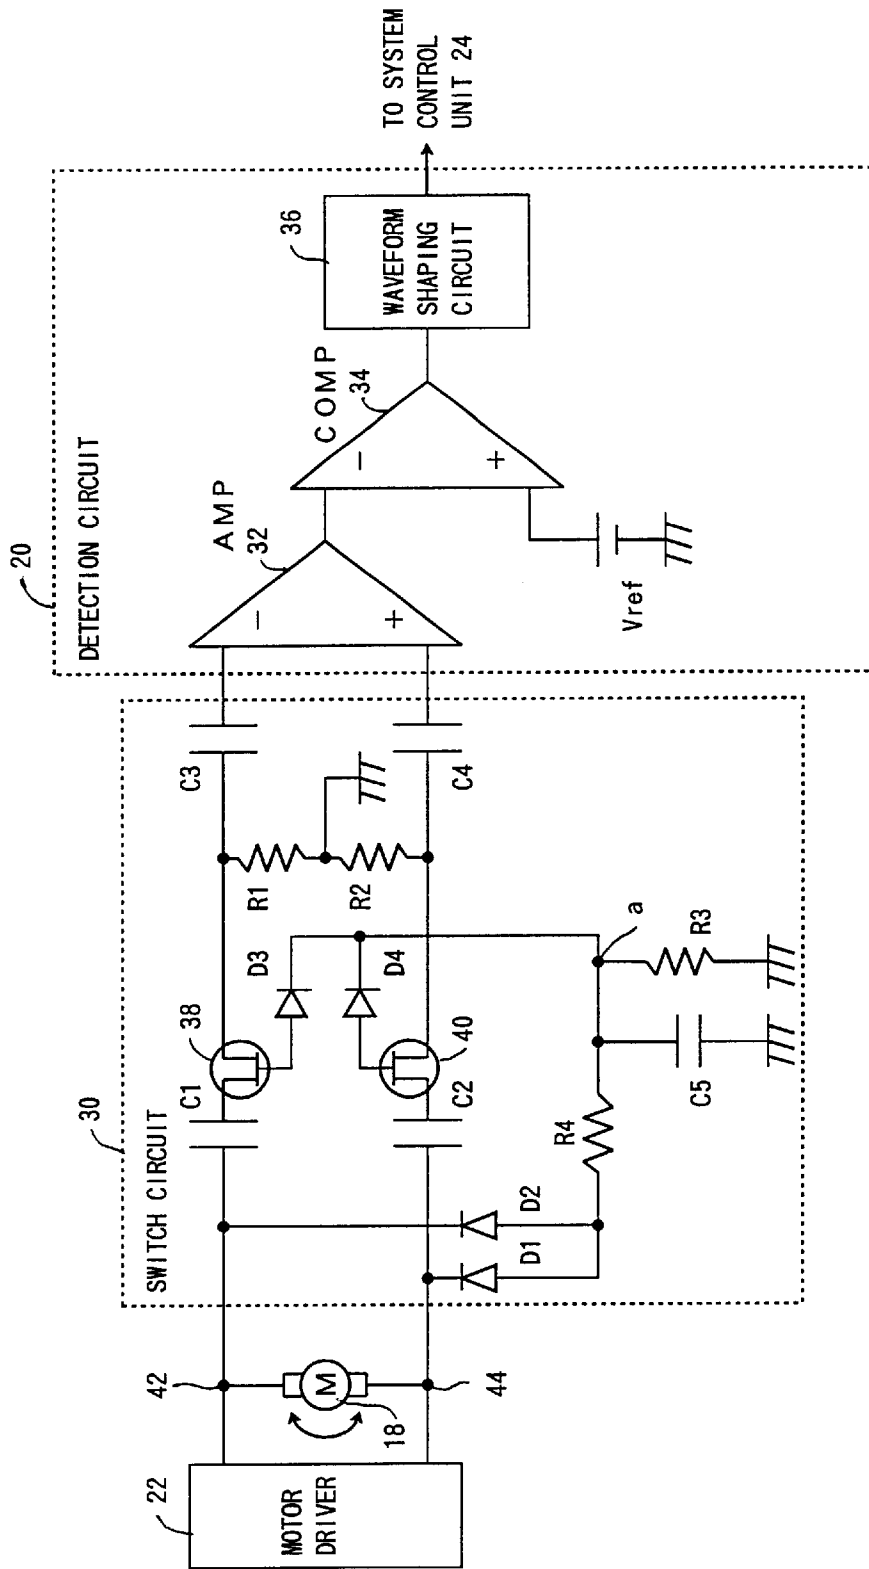 20
DETECTION CIRCUIT
30
SWITCH CIRCUIT
22
MOTOR
DRIVER
42
M
18
44
C1
38
D3
D4
C2
40
D2
D1
R4
C5
a
R3
R1
R2
C3
C4
AMP
32
-
+
COMP
34
-
+
Vref
36
WAVEFORM
SHAPING
CIRCUIT
TO SYSTEM
CONTROL
UNIT 24